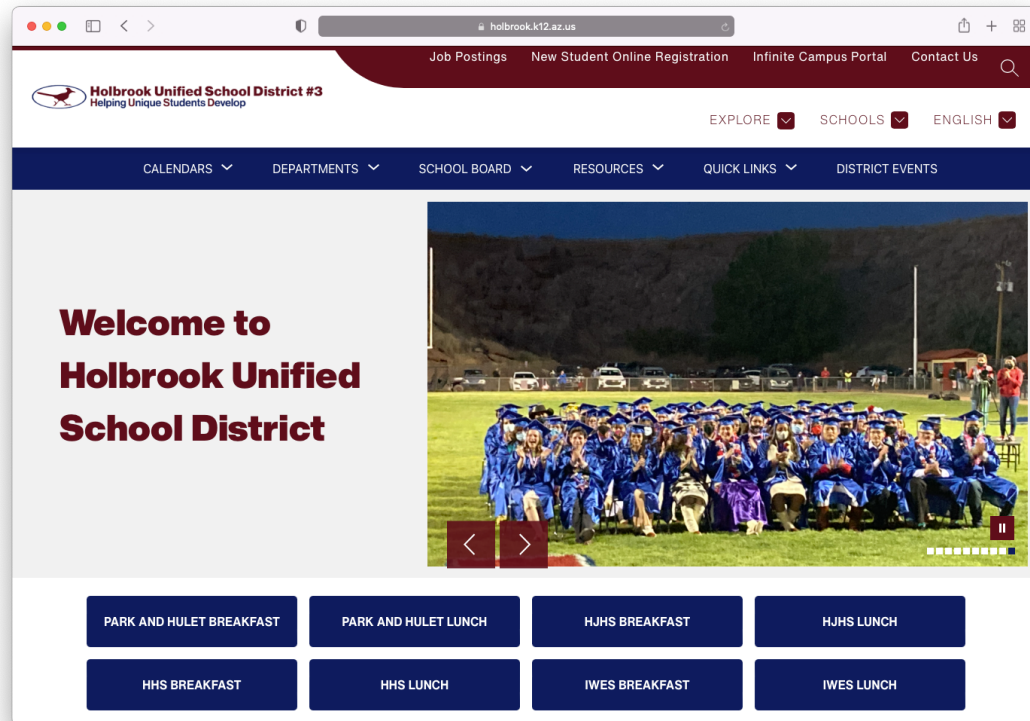 holbrook.k12.az.us
Job Postings New Student Online Registration Infinite Campus Portal Contact Us
Holbrook Unified School District #3
Helping Unique Students Develop
EXPLORE SCHOOLS ENGLISH
CALENDARS DEPARTMENTS SCHOOL BOARD RESOURCES QUICK LINKS DISTRICT EVENTS
Welcome to
Holbrook Unified
School District
PARK AND HULET BREAKFAST PARK AND HULET LUNCH HJHS BREAKFAST HJHS LUNCH
HHS BREAKFAST HHS LUNCH IWES BREAKFAST IWES LUNCH